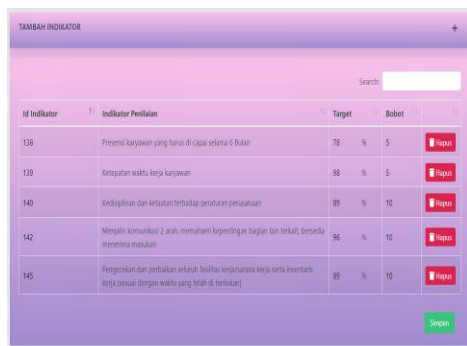 TAMBAH INDIKATOR +
Search:
Id Indikator Indikator Penilaian Target Bobot
138 Presensi karyawan yang harus di capai selama 6 Bulan 78 % 5 Hapus
139 Ketepatan waktu kerja karyawan 98 % 5 Hapus
140 Kedisiplinan dan ketaatan terhadap peraturan perusahaan 89 % 10 Hapus
142 Menjalin komunikasi 2 arah, memahami kepentingan bagian lain terkait, bersedia 96 % 10 Hapus
menerima masukan
145 Pengecekan dan perbaikan seluruh fasilitas kerja/sarana kerja serta inventaris 89 % 10 Hapus
kerja (sesuai dengan waktu yang telah di tentukan)
Simpan